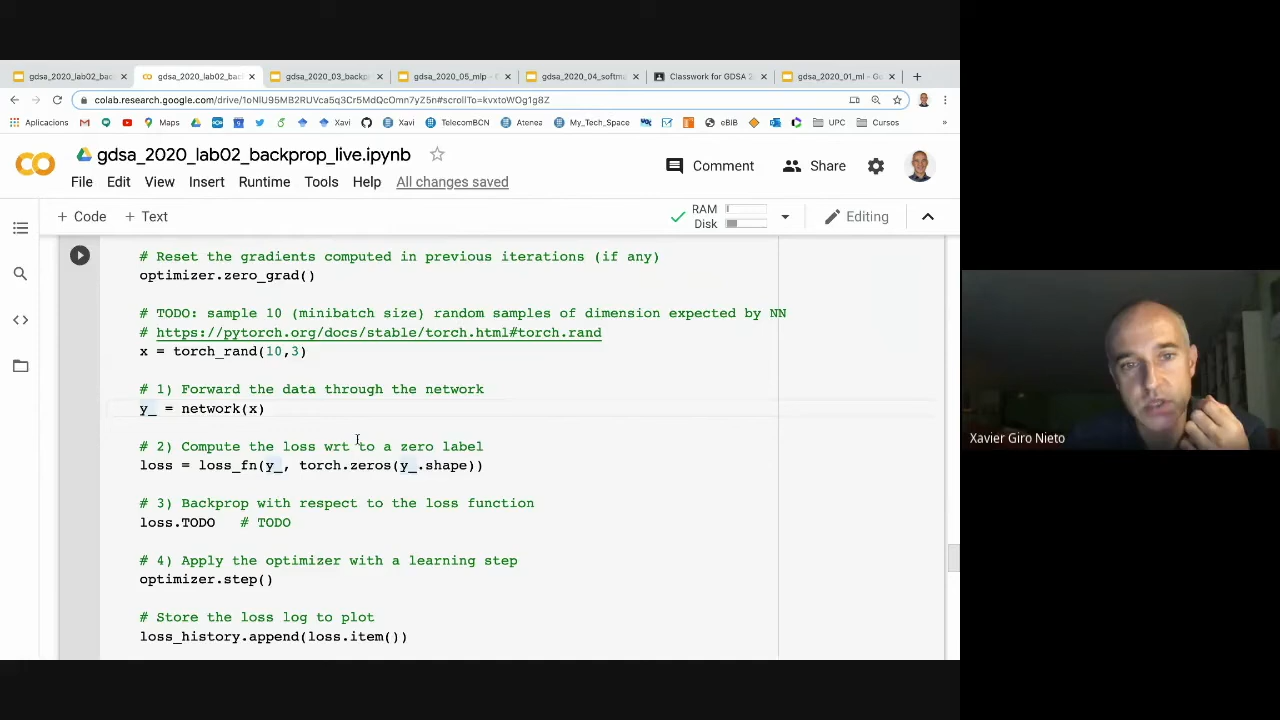 gdsa_2020_lab02_bac
gdsa_2020_lab02_bac
gdsa_2020_03_backp
gdsa_2020_05_mlp -
gdsa_2020_04_softm
Classwork for GDSA 2
gdsa_2020_01_ml - Go
colab.research.google.com/drive/1oNlU95MB2RUVca5q3Cr5MdQcOmn7yZ5n#scrollTo=kvxtoWOg1g8Z
Aplicacions Maps Xavi Xavi TelecomBCN Atenea My_Tech_Space eBIB UPC Cursos »
CO gdsa_2020_lab02_backprop_live.ipynb
Comment Share
File Edit View Insert Runtime Tools Help All changes saved
+ Code + Text RAM Disk Editing
# Reset the gradients computed in previous iterations (if any)
optimizer.zero_grad()
# TODO: sample 10 (minibatch size) random samples of dimension expected by NN
# https://pytorch.org/docs/stable/torch.html#torch.rand
x = torch_rand(10,3)
# 1) Forward the data through the network
y_ = network(x)
# 2) Compute the loss wrt to a zero label
loss = loss_fn(y_, torch.zeros(y_.shape))
# 3) Backprop with respect to the loss function
loss.TODO # TODO
# 4) Apply the optimizer with a learning step
optimizer.step()
# Store the loss log to plot
loss_history.append(loss.item())
Xavier Giro Nieto